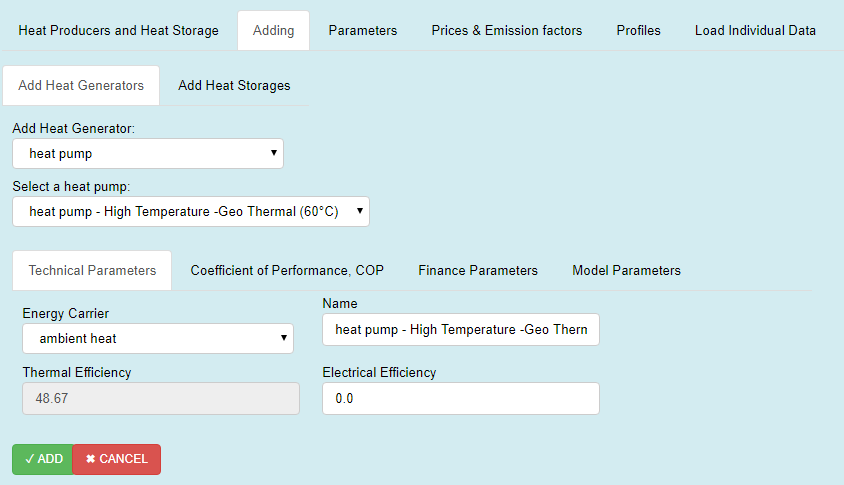 Heat Producers and Heat Storage Adding Parameters Prices & Emission factors Profiles Load Individual Data
Add Heat Generators Add Heat Storages
Add Heat Generator:
heat pump
Select a heat pump:
heat pump - High Temperature -Geo Thermal (60°C)
Technical Parameters Coefficient of Performance, COP Finance Parameters Model Parameters
Energy Carrier
ambient heat
Name
heat pump - High Temperature -Geo Thern
Thermal Efficiency
48.67
Electrical Efficiency
0.0
✓ ADD ✖ CANCEL